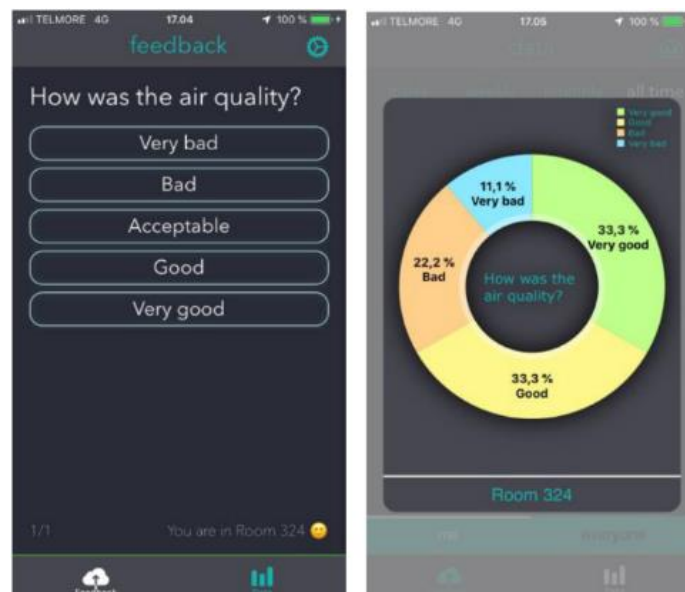 TELMORE 4G 17.04 100 %
feedback
How was the air quality?
Very bad
Bad
Acceptable
Good
Very good
1/1 You are in Room 324
Feedback
TELMORE 4G 17.05 100 %
all time
Very good
Good
Bad
Very bad
11,1 %
Very bad
33,3 %
Very good
22,2 %
Bad
How was the
air quality?
33,3 %
Good
Room 324
me everyone